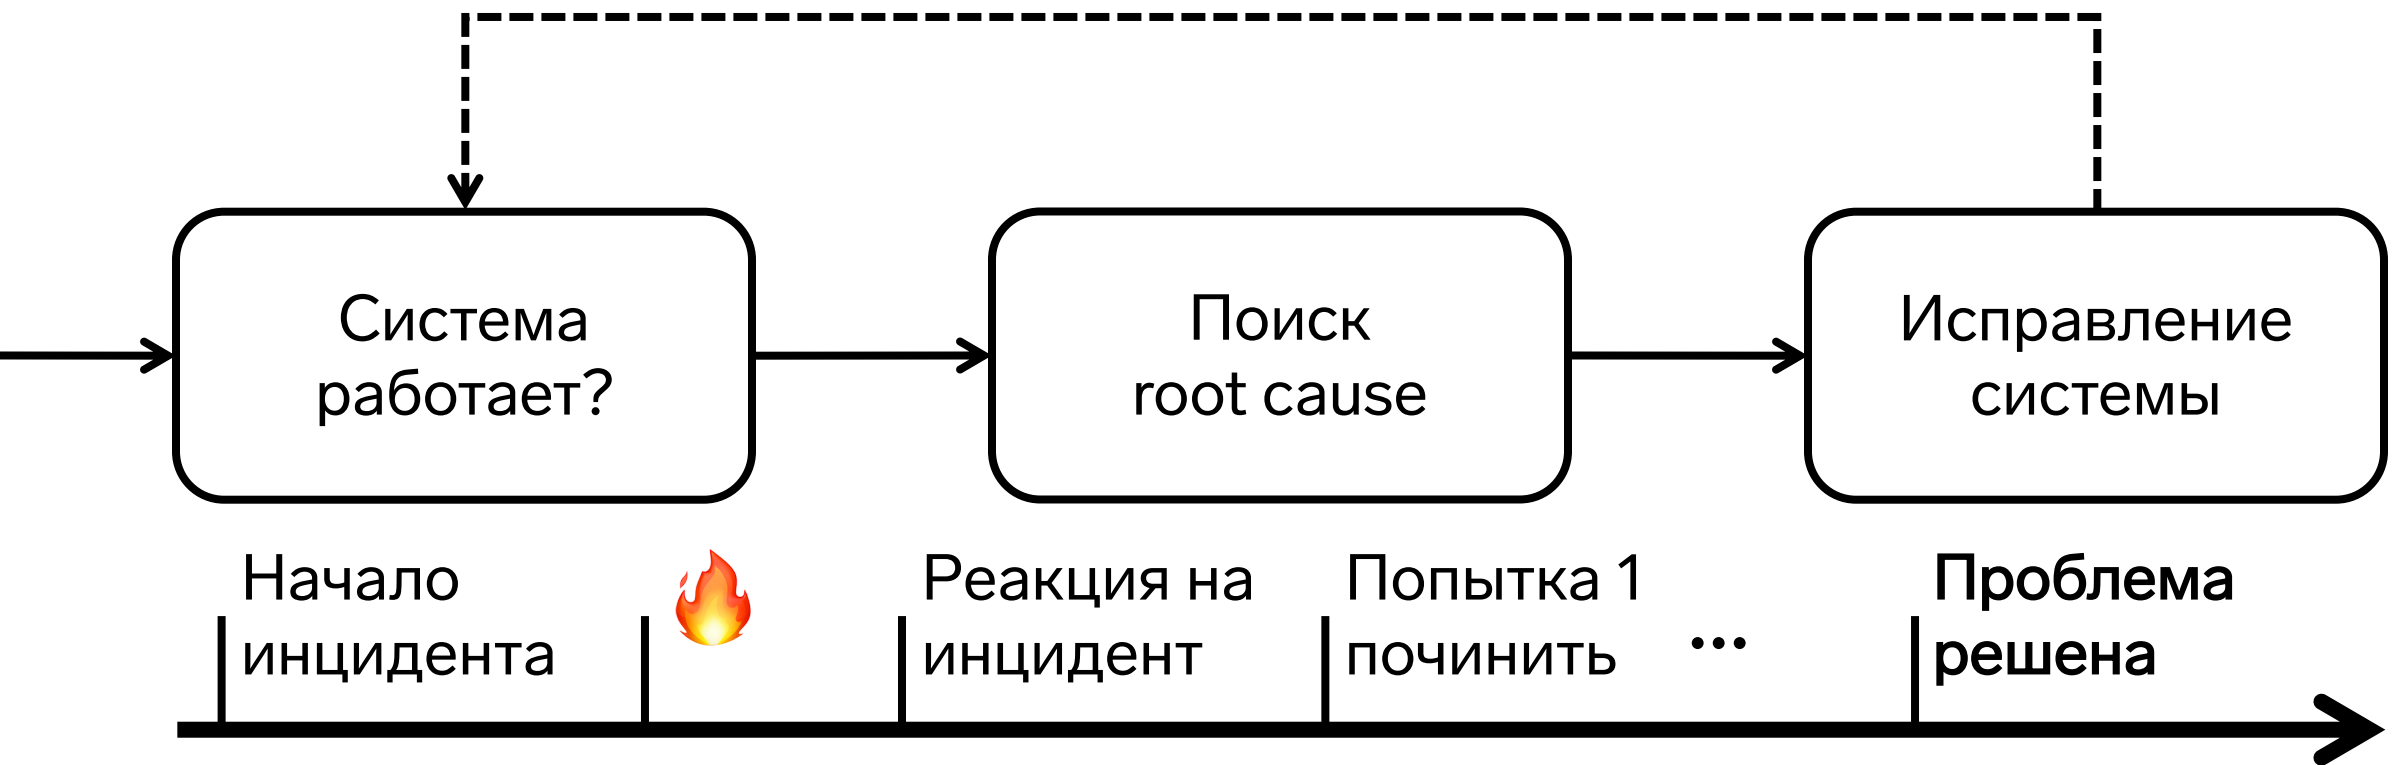 Система
работает?
Поиск
root cause
Исправление
системы
Начало
инцидента
Реакция на
инцидент
Попытка 1
починить
...
Проблема
решена